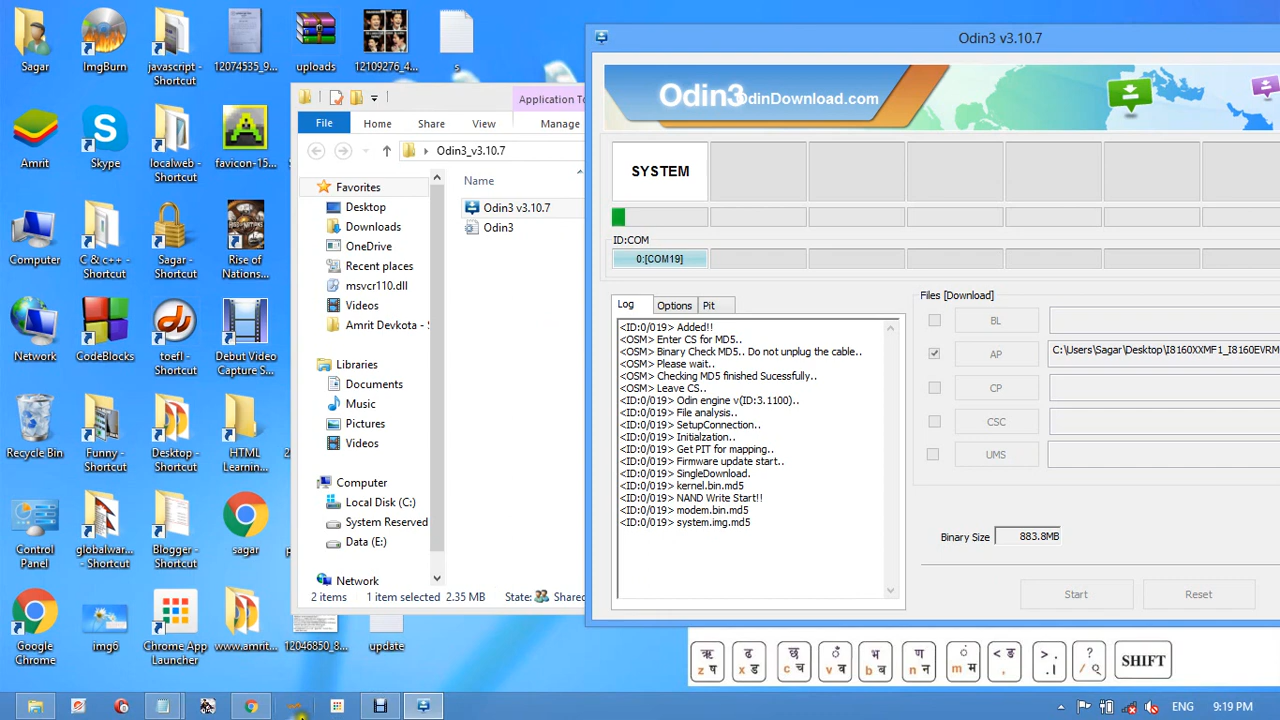 Sagar
ImgBurn
javascript - Shortcut
12074535_9...
uploads
12109276_4...
s
Amrit
Skype
localweb - Shortcut
favicon-15...
Computer
C & c++ - Shortcut
Sagar - Shortcut
Rise of Nations...
Network
CodeBlocks
toefl - Shortcut
Debut Video Capture S...
Recycle Bin
Funny - Shortcut
Desktop - Shortcut
HTML Learnin...
Control Panel
globalwar... - Shortcut
Blogger - Shortcut
sagar
Google Chrome
img6
Chrome App Launcher
www.amrit...
12046850_8...
update
Application To
File
Home
Share
View
Manage
Odin3_v3.10.7
Favorites
Desktop
Downloads
OneDrive
Recent places
msvcr110.dll
Videos
Amrit Devkota - S
Libraries
Documents
Music
Pictures
Videos
Computer
Local Disk (C:)
System Reserved
Data (E:)
Network
Name
Odin3 v3.10.7
Odin3
2 items
1 item selected 2.35 MB
State:
Shared
Odin3 v3.10.7
Odin3
OdinDownload.com
SYSTEM
ID:COM
0:[COM19]
Log
Options
Pit
<ID:0/019> Added!!
<OSM> Enter CS for MD5..
<OSM> Binary Check MD5.. Do not unplug the cable..
<OSM> Please wait..
<OSM> Checking MD5 finished Sucessfully..
<OSM> Leave CS..
<ID:0/019> Odin engine v(ID:3.1100)..
<ID:0/019> File analysis..
<ID:0/019> SetupConnection..
<ID:0/019> Initialzation..
<ID:0/019> Get PIT for mapping..
<ID:0/019> Firmware update start..
<ID:0/019> SingleDownload.
<ID:0/019> kernel.bin.md5
<ID:0/019> NAND Write Start!!
<ID:0/019> modem.bin.md5
<ID:0/019> system.img.md5
Files [Download]
BL
AP
C:\Users\Sagar\Desktop\I8160XXMF1_I8160EVRM
CP
CSC
UMS
Binary Size
883.8MB
Start
Reset
ऋ
z ष
ढ
x ड
छ
c च
ँ
v व
भ
b ब
ण
n न
ं
m म
< ङ
,
> .
. ।
?
/ ्
SHIFT
ENG
9:19 PM